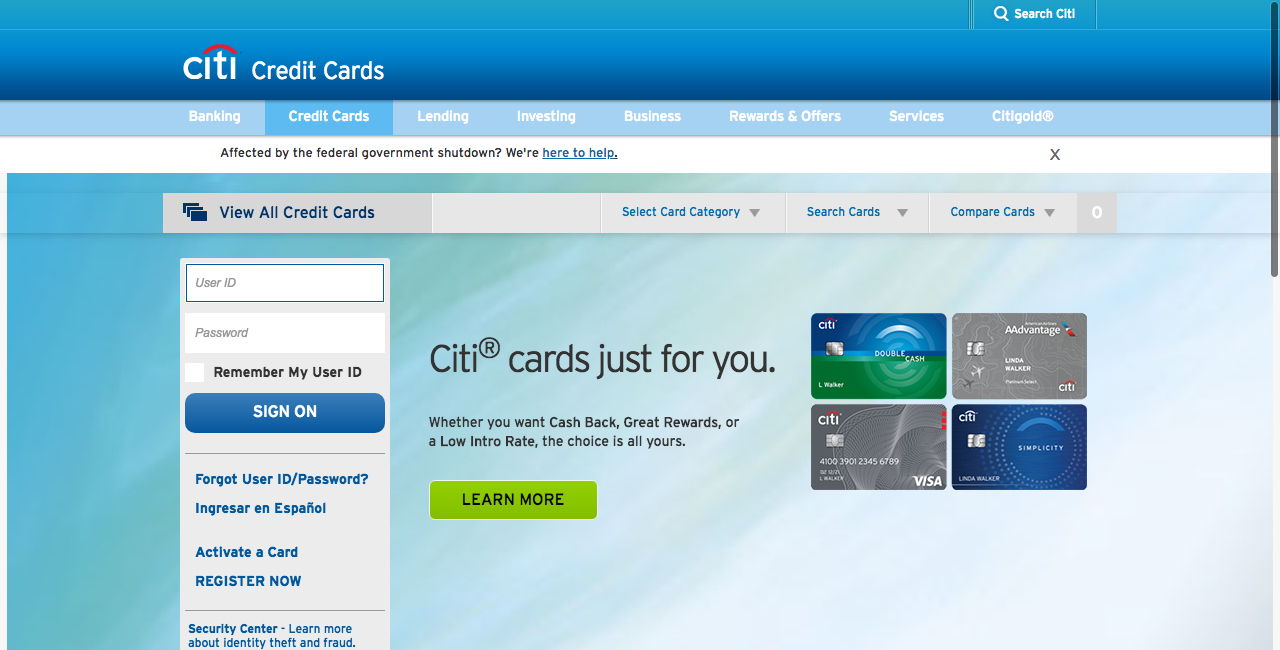 Search Citi
citi Credit Cards
Banking Credit Cards Lending Investing Business Rewards & Offers Services Citigold®
Affected by the federal government shutdown? We're here to help. X
View All Credit Cards Select Card Category Search Cards Compare Cards 0
User ID
Password
Remember My User ID
SIGN ON
Forgot User ID/Password?
Ingresar en Español
Activate a Card
REGISTER NOW
Security Center - Learn more
about identity theft and fraud.
Citi® cards just for you.
Whether you want Cash Back, Great Rewards, or
a Low Intro Rate, the choice is all yours.
LEARN MORE
citi
DOUBLE
CASH
L Walker
AmericanAirlines
AAdvantage
LINDA
WALKER
Platinum Select
citi
citi
4100 3901 2345 6789
L WALKER
VISA
citi
SIMPLICITY
LINDA WALKER